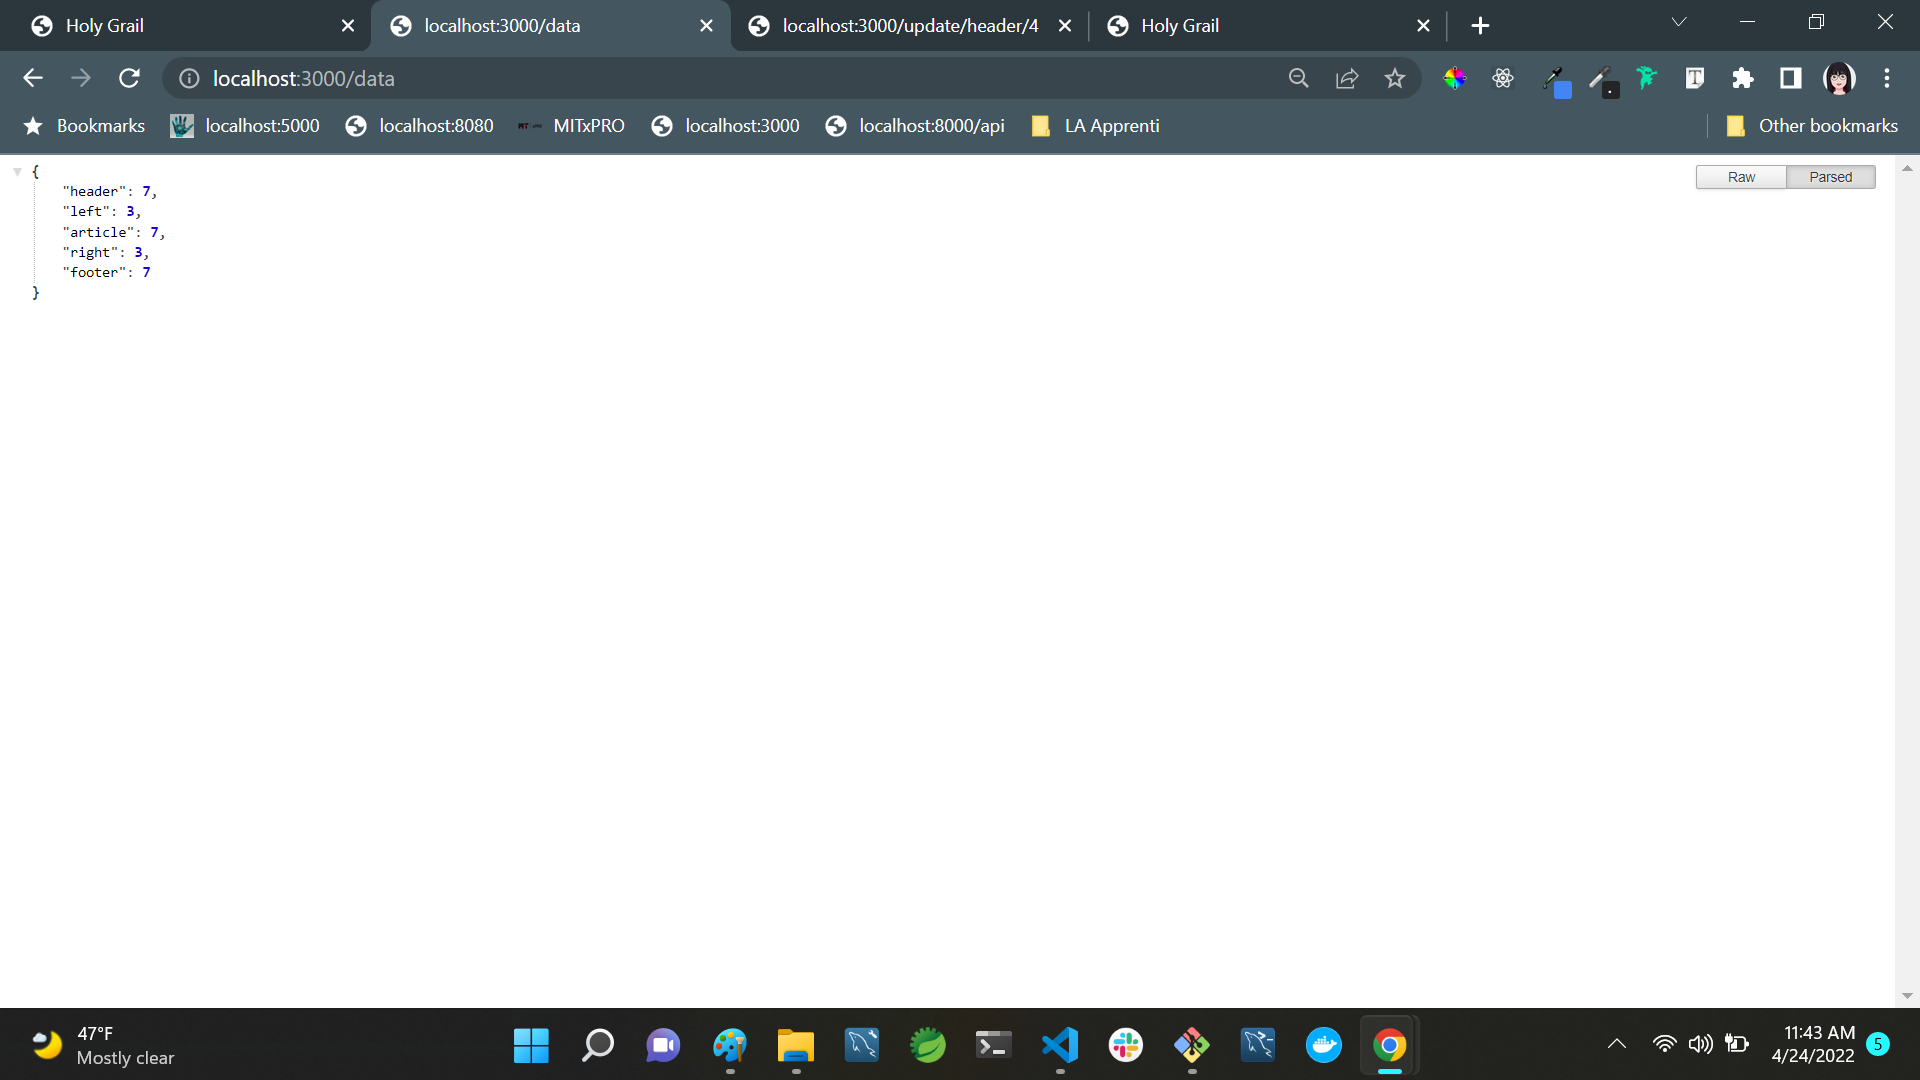 Holy Grail
localhost:3000/data
localhost:3000/update/header/4
Holy Grail
localhost:3000/data
Bookmarks
localhost:5000
localhost:8080
MITxPRO
localhost:3000
localhost:8000/api
LA Apprenti
Other bookmarks
{
"header": 7,
"left": 3,
"article": 7,
"right": 3,
"footer": 7
}
Raw
Parsed
47°F
Mostly clear
11:43 AM
4/24/2022
5